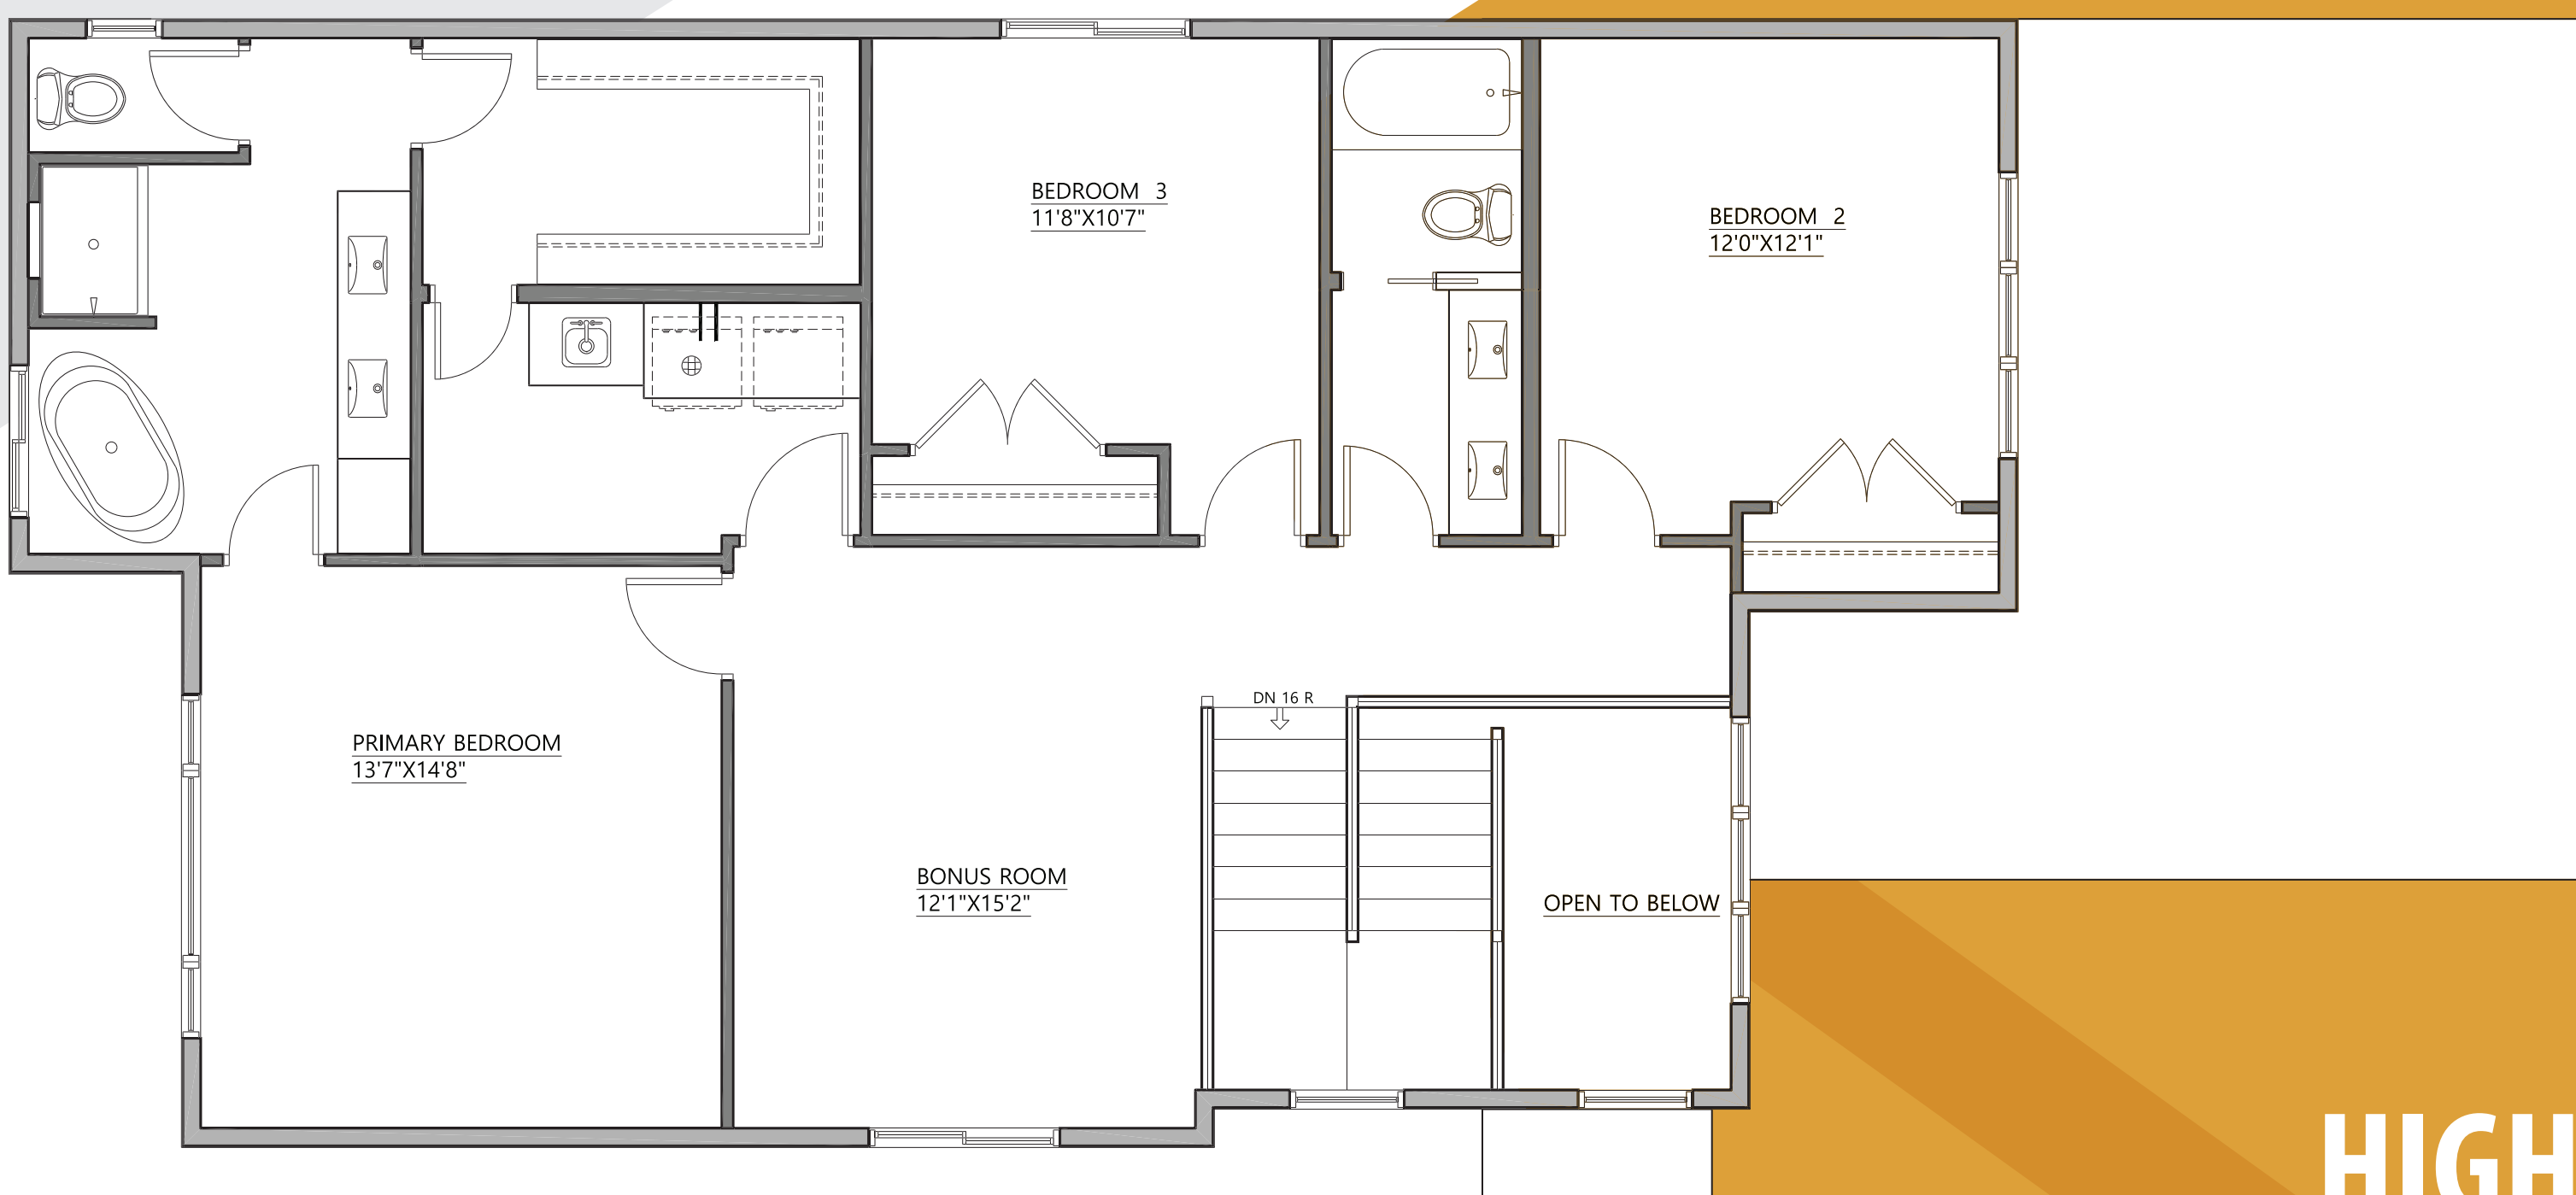 BEDROOM 3
11'8"X10'7"
BEDROOM 2
12'0"X12'1"
DN 16 R
PRIMARY BEDROOM
13'7"X14'8"
BONUS ROOM
12'1"X15'2"
OPEN TO BELOW
HIGH